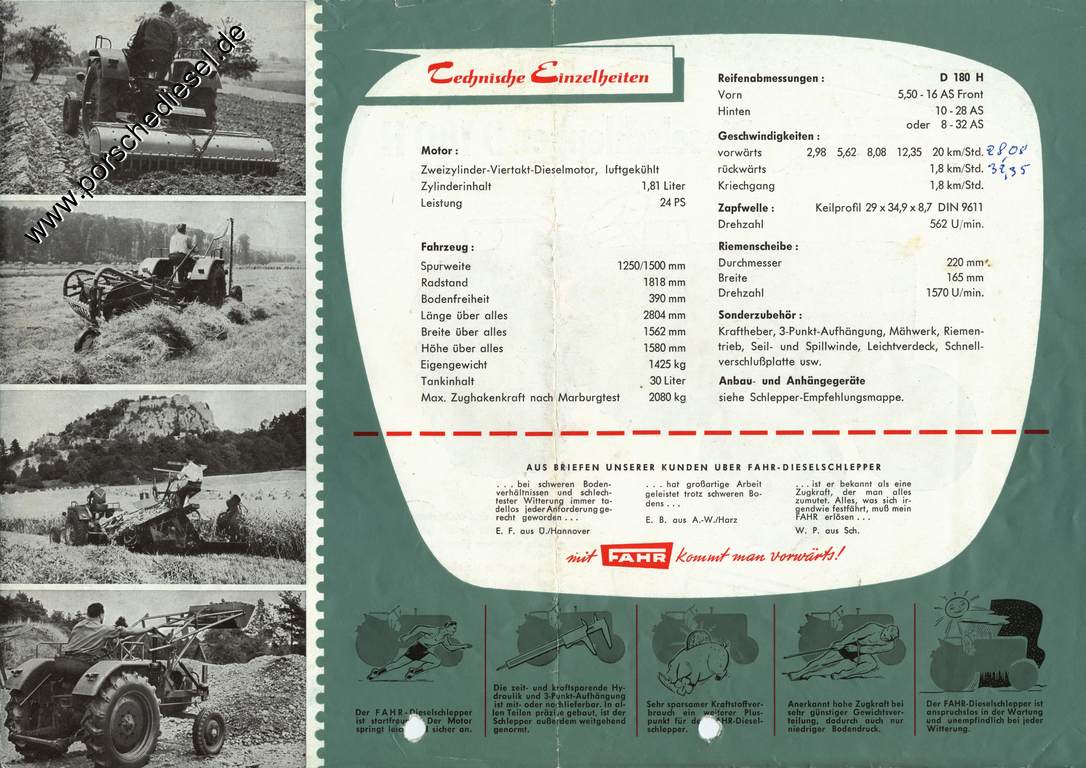 www.porschediesel.de
Technische Einzelheiten
Motor :
Zweizylinder-Viertakt-Dieselmotor, luftgekühlt
Zylinderinhalt 1,81 Liter
Leistung 24 PS
Fahrzeug :
Spurweite 1250/1500 mm
Radstand 1818 mm
Bodenfreiheit 390 mm
Länge über alles 2804 mm
Breite über alles 1562 mm
Höhe über alles 1580 mm
Eigengewicht 1425 kg
Tankinhalt 30 Liter
Max. Zughakenkraft nach Marburgtest 2080 kg
Reifenabmessungen : D 180 H
Vorn 5,50 - 16 AS Front
Hinten 10 - 28 AS
oder 8 - 32 AS
Geschwindigkeiten :
vorwärts 2,98 5,62 8,08 12,35 20 km/Std. 28,08
rückwärts 1,8 km/Std. 32,35
Kriechgang 1,8 km/Std.
Zapfwelle : Keilprofil 29 x 34,9 x 8,7 DIN 9611
Drehzahl 562 U/min.
Riemenscheibe :
Durchmesser 220 mm
Breite 165 mm
Drehzahl 1570 U/min.
Sonderzubehör :
Kraftheber, 3-Punkt-Aufhängung, Mähwerk, Riemen-
trieb, Seil- und Spillwinde, Leichtverdeck, Schnell-
verschlußplatte usw.
Anbau- und Anhängegeräte
siehe Schlepper-Empfehlungsmappe.
AUS BRIEFEN UNSERER KUNDEN UBER FAHR-DIESELSCHLEPPER
. . . bei schweren Boden-
verhältnissen und schlech-
tester Witterung immer ta-
dellos jeder Anforderung ge-
recht geworden . . .
E. F. aus Ü./Hannover
. . . hat großartige Arbeit
geleistet trotz schweren Bo-
dens . . .
E. B. aus A.-W./Harz
. . . ist er bekannt als eine
Zugkraft, der man alles
zumutet. Alles, was sich ir-
gendwie festfährt, muß mein
FAHR erlösen . . .
W. P. aus Sch.
mit FAHR kommt man vorwärts!
Der FAHR-Dieselschlepper
ist startfreu Der Motor
springt sicher an.
Die zeit- und kraftsparende Hy-
draulik und 3-Punkt-Aufhängung
ist mit- oder nachlieferbar. In al-
len Teilen präzise gebaut, ist der
Schlepper außerdem weitgehend
genormt.
Sehr sparsamer Kraftstoffver-
brauch ein weiterer Plus-
punkt für de HR-Diesel-
schlepper.
Anerkannt hohe Zugkraft bei
sehr günstiger Gewichtsver-
teilung, dadurch auch nur
niedriger Bodendruck.
Der FAHR-Dieselschlepper ist
anspruchslos in der Wartung
und unempfindlich bei jeder
Witterung.